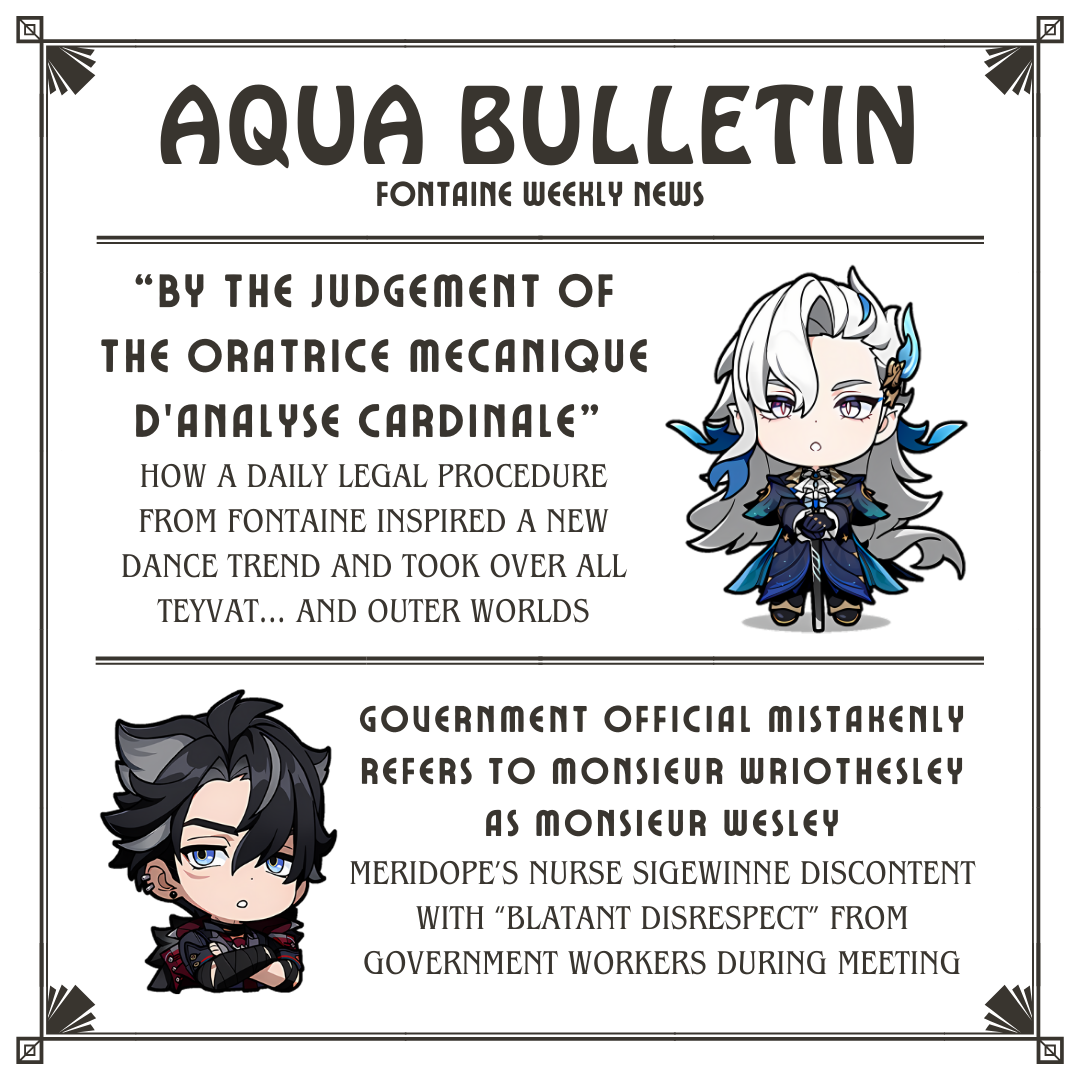 AQUA BULLETIN
FONTAINE WEEKLY NEWS
“BY THE JUDGEMENT OF
THE ORATRICE MECANIQUE
D'ANALYSE CARDINALE”
HOW A DAILY LEGAL PROCEDURE
FROM FONTAINE INSPIRED A NEW
DANCE TREND AND TOOK OVER ALL
TEYVAT... AND OUTER WORLDS
GOVERNMENT OFFICIAL MISTAKENLY
REFERS TO MONSIEUR WRIOTHESLEY
AS MONSIEUR WESLEY
MERIDOPE’S NURSE SIGEWINNE DISCONTENT
WITH “BLATANT DISRESPECT” FROM
GOVERNMENT WORKERS DURING MEETING